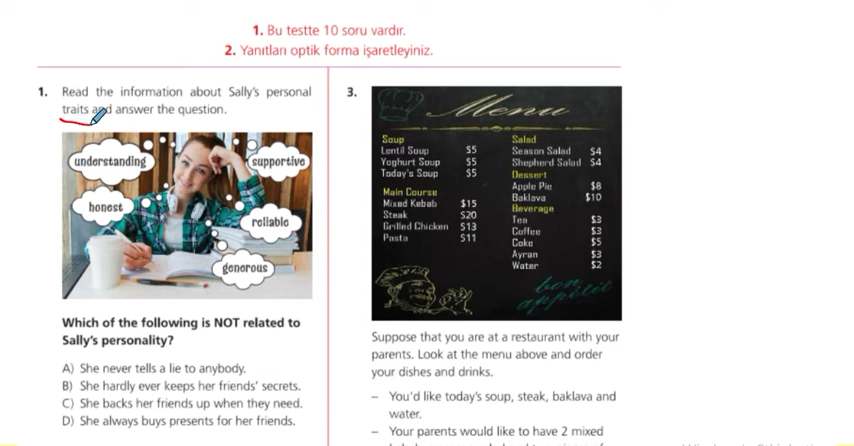 1. Bu testte 10 soru vardır.
2. Yanıtları optik forma işaretleyiniz.
1. Read the information about Sally's personal
traits and answer the question.
understanding
supportive
honest
reliable
generous
Which of the following is NOT related to
Sally's personality?
A) She never tells a lie to anybody.
B) She hardly ever keeps her friends' secrets.
C) She backs her friends up when they need.
D) She always buys presents for her friends.
3.
Menu
Soup
Lentil Soup $5
Yoghurt Soup $5
Today's Soup $5
Main Course
Mixed Kebab $15
Steak $20
Grilled Chicken $13
Pasta $11
Salad
Season Salad $4
Shepherd Salad $4
Dessert
Apple Pie $8
Baklava $10
Beverage
Tea $3
Coffee $3
Coke $5
Ayran $3
Water $2
bon
appetit
Suppose that you are at a restaurant with your
parents. Look at the menu above and order
your dishes and drinks.
– You'd like today's soup, steak, baklava and
water.
– Your parents would like to have 2 mixed